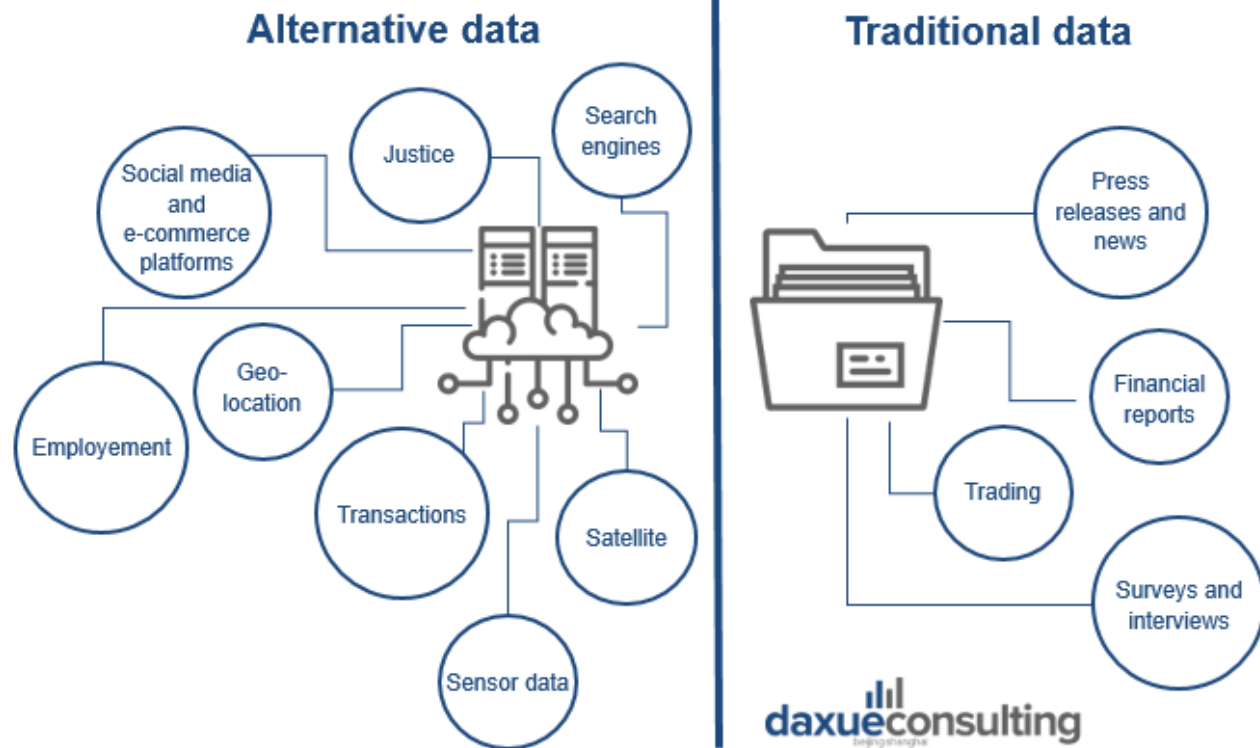 Alternative data
Traditional data
Social media
and
e-commerce
platforms
Justice
Search
engines
Employement
Geo-
location
Transactions
Sensor data
Satellite
Press
releases and
news
Financial
reports
Trading
Surveys and
interviews
daxueconsulting
beijingshanghai